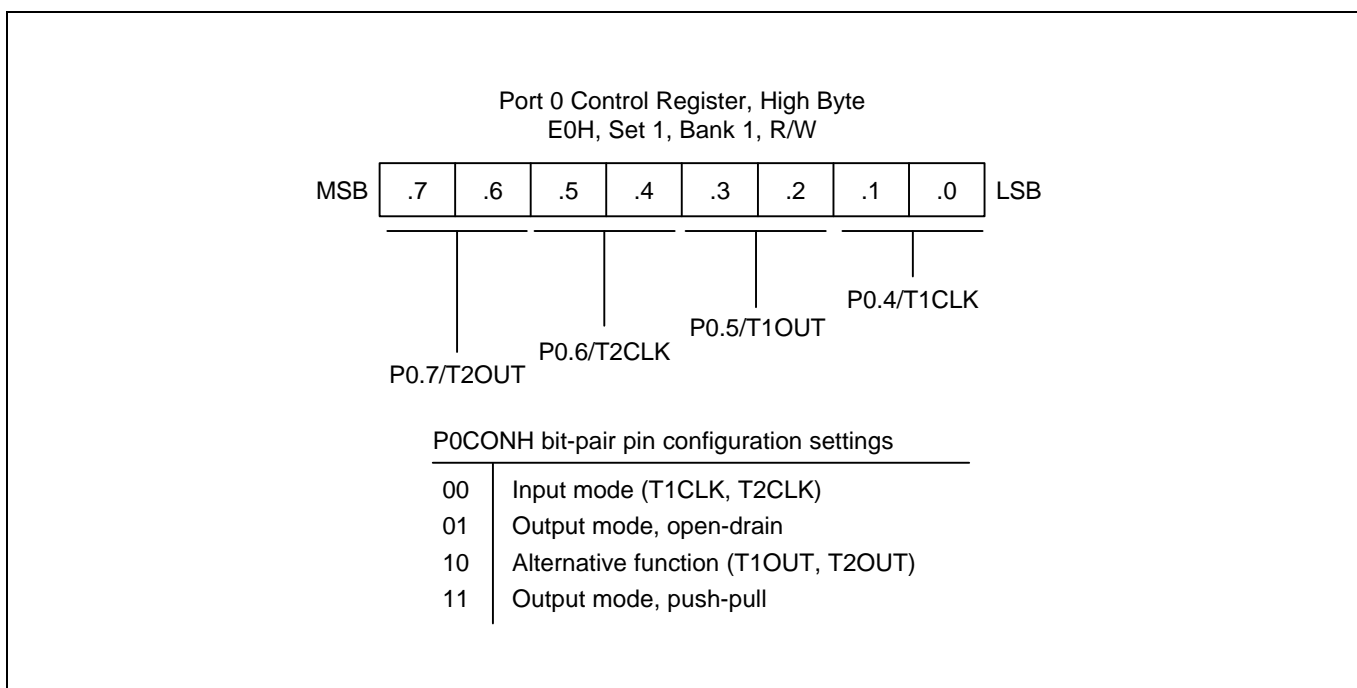 Port 0 Control Register, High Byte
E0H, Set 1, Bank 1, R/W
MSB .7 .6 .5 .4 .3 .2 .1 .0 LSB
P0.4/T1CLK
P0.5/T1OUT
P0.6/T2CLK
P0.7/T2OUT
P0CONH bit-pair pin configuration settings
00 Input mode (T1CLK, T2CLK)
01 Output mode, open-drain
10 Alternative function (T1OUT, T2OUT)
11 Output mode, push-pull